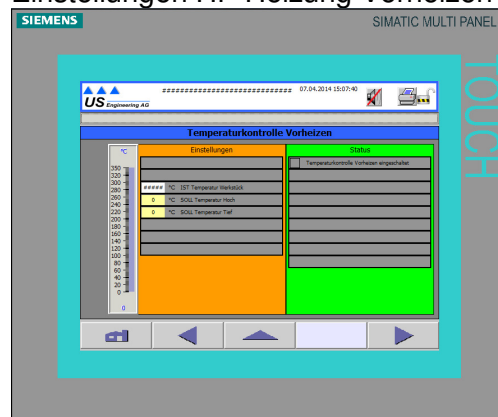 Einstellungen HF-Heizung Vorheizen
SIEMENS
SIMATIC MULTI PANEL
TOUCH
US Engineering AG
############################## 07.04.2014 15:07:40
Temperaturkontrolle Vorheizen
°C
Einstellungen
Status
Temperaturkontrolle Vorheizen eingeschaltet
##### °C IST Temperatur Werkstück
0 °C SOLL Temperatur Hoch
0 °C SOLL Temperatur Tief
350
320
300
280
260
240
220
200
180
160
140
120
100
80
60
40
20
0
0